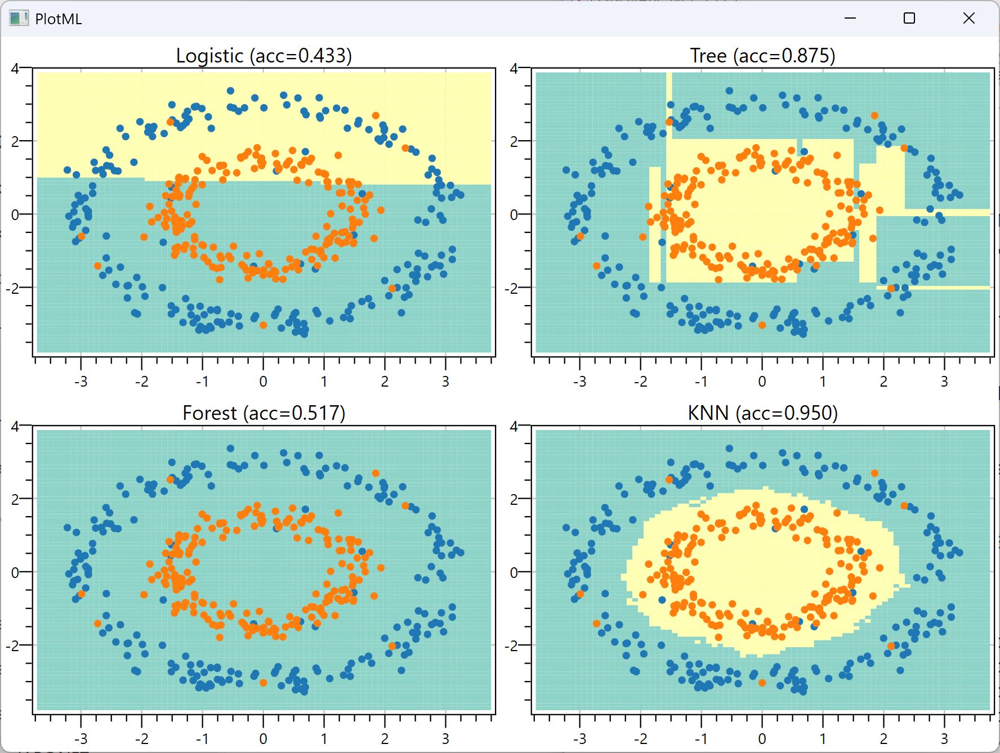 PlotML
Logistic (acc=0.433)
4
2
0
-2
-3 -2 -1 0 1 2 3
Tree (acc=0.875)
4
2
0
-2
-3 -2 -1 0 1 2 3
Forest (acc=0.517)
4
2
0
-2
-3 -2 -1 0 1 2 3
KNN (acc=0.950)
4
2
0
-2
-3 -2 -1 0 1 2 3